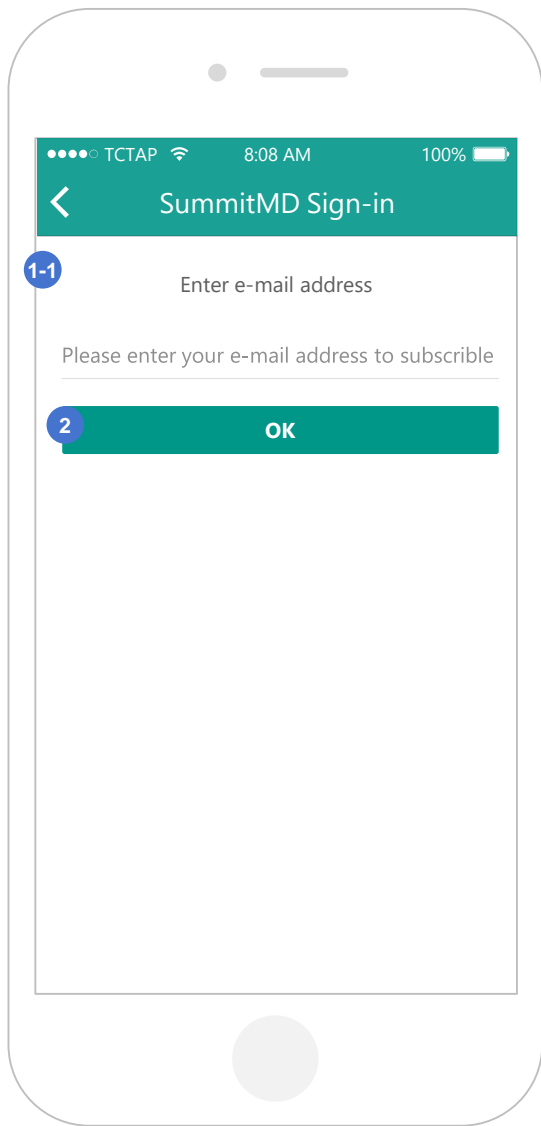 TCTAP 8:08 AM 100%
SummitMD Sign-in
1-1
Enter e-mail address
Please enter your e-mail address to subscrible
2 OK